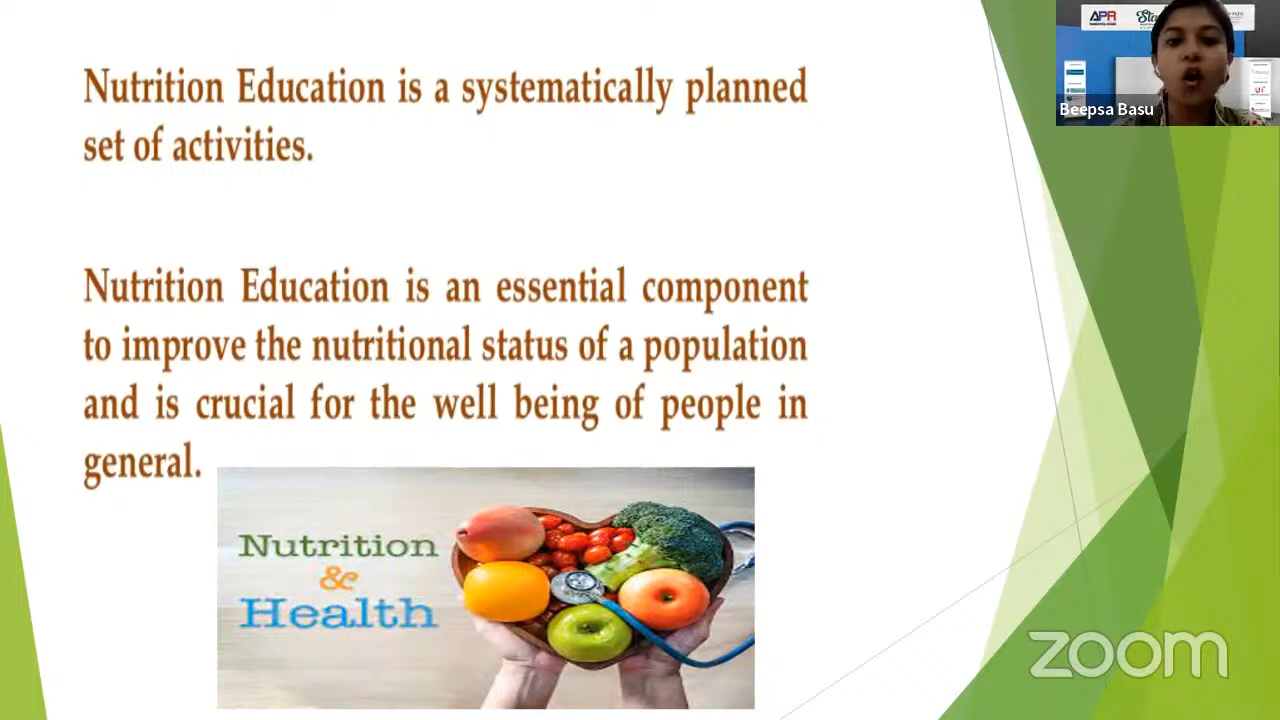 Nutrition Education is a systematically planned
set of activities.
Nutrition Education is an essential component
to improve the nutritional status of a population
and is crucial for the well being of people in
general.
Nutrition
&
Health
APR
Beepsa Basu
zoom